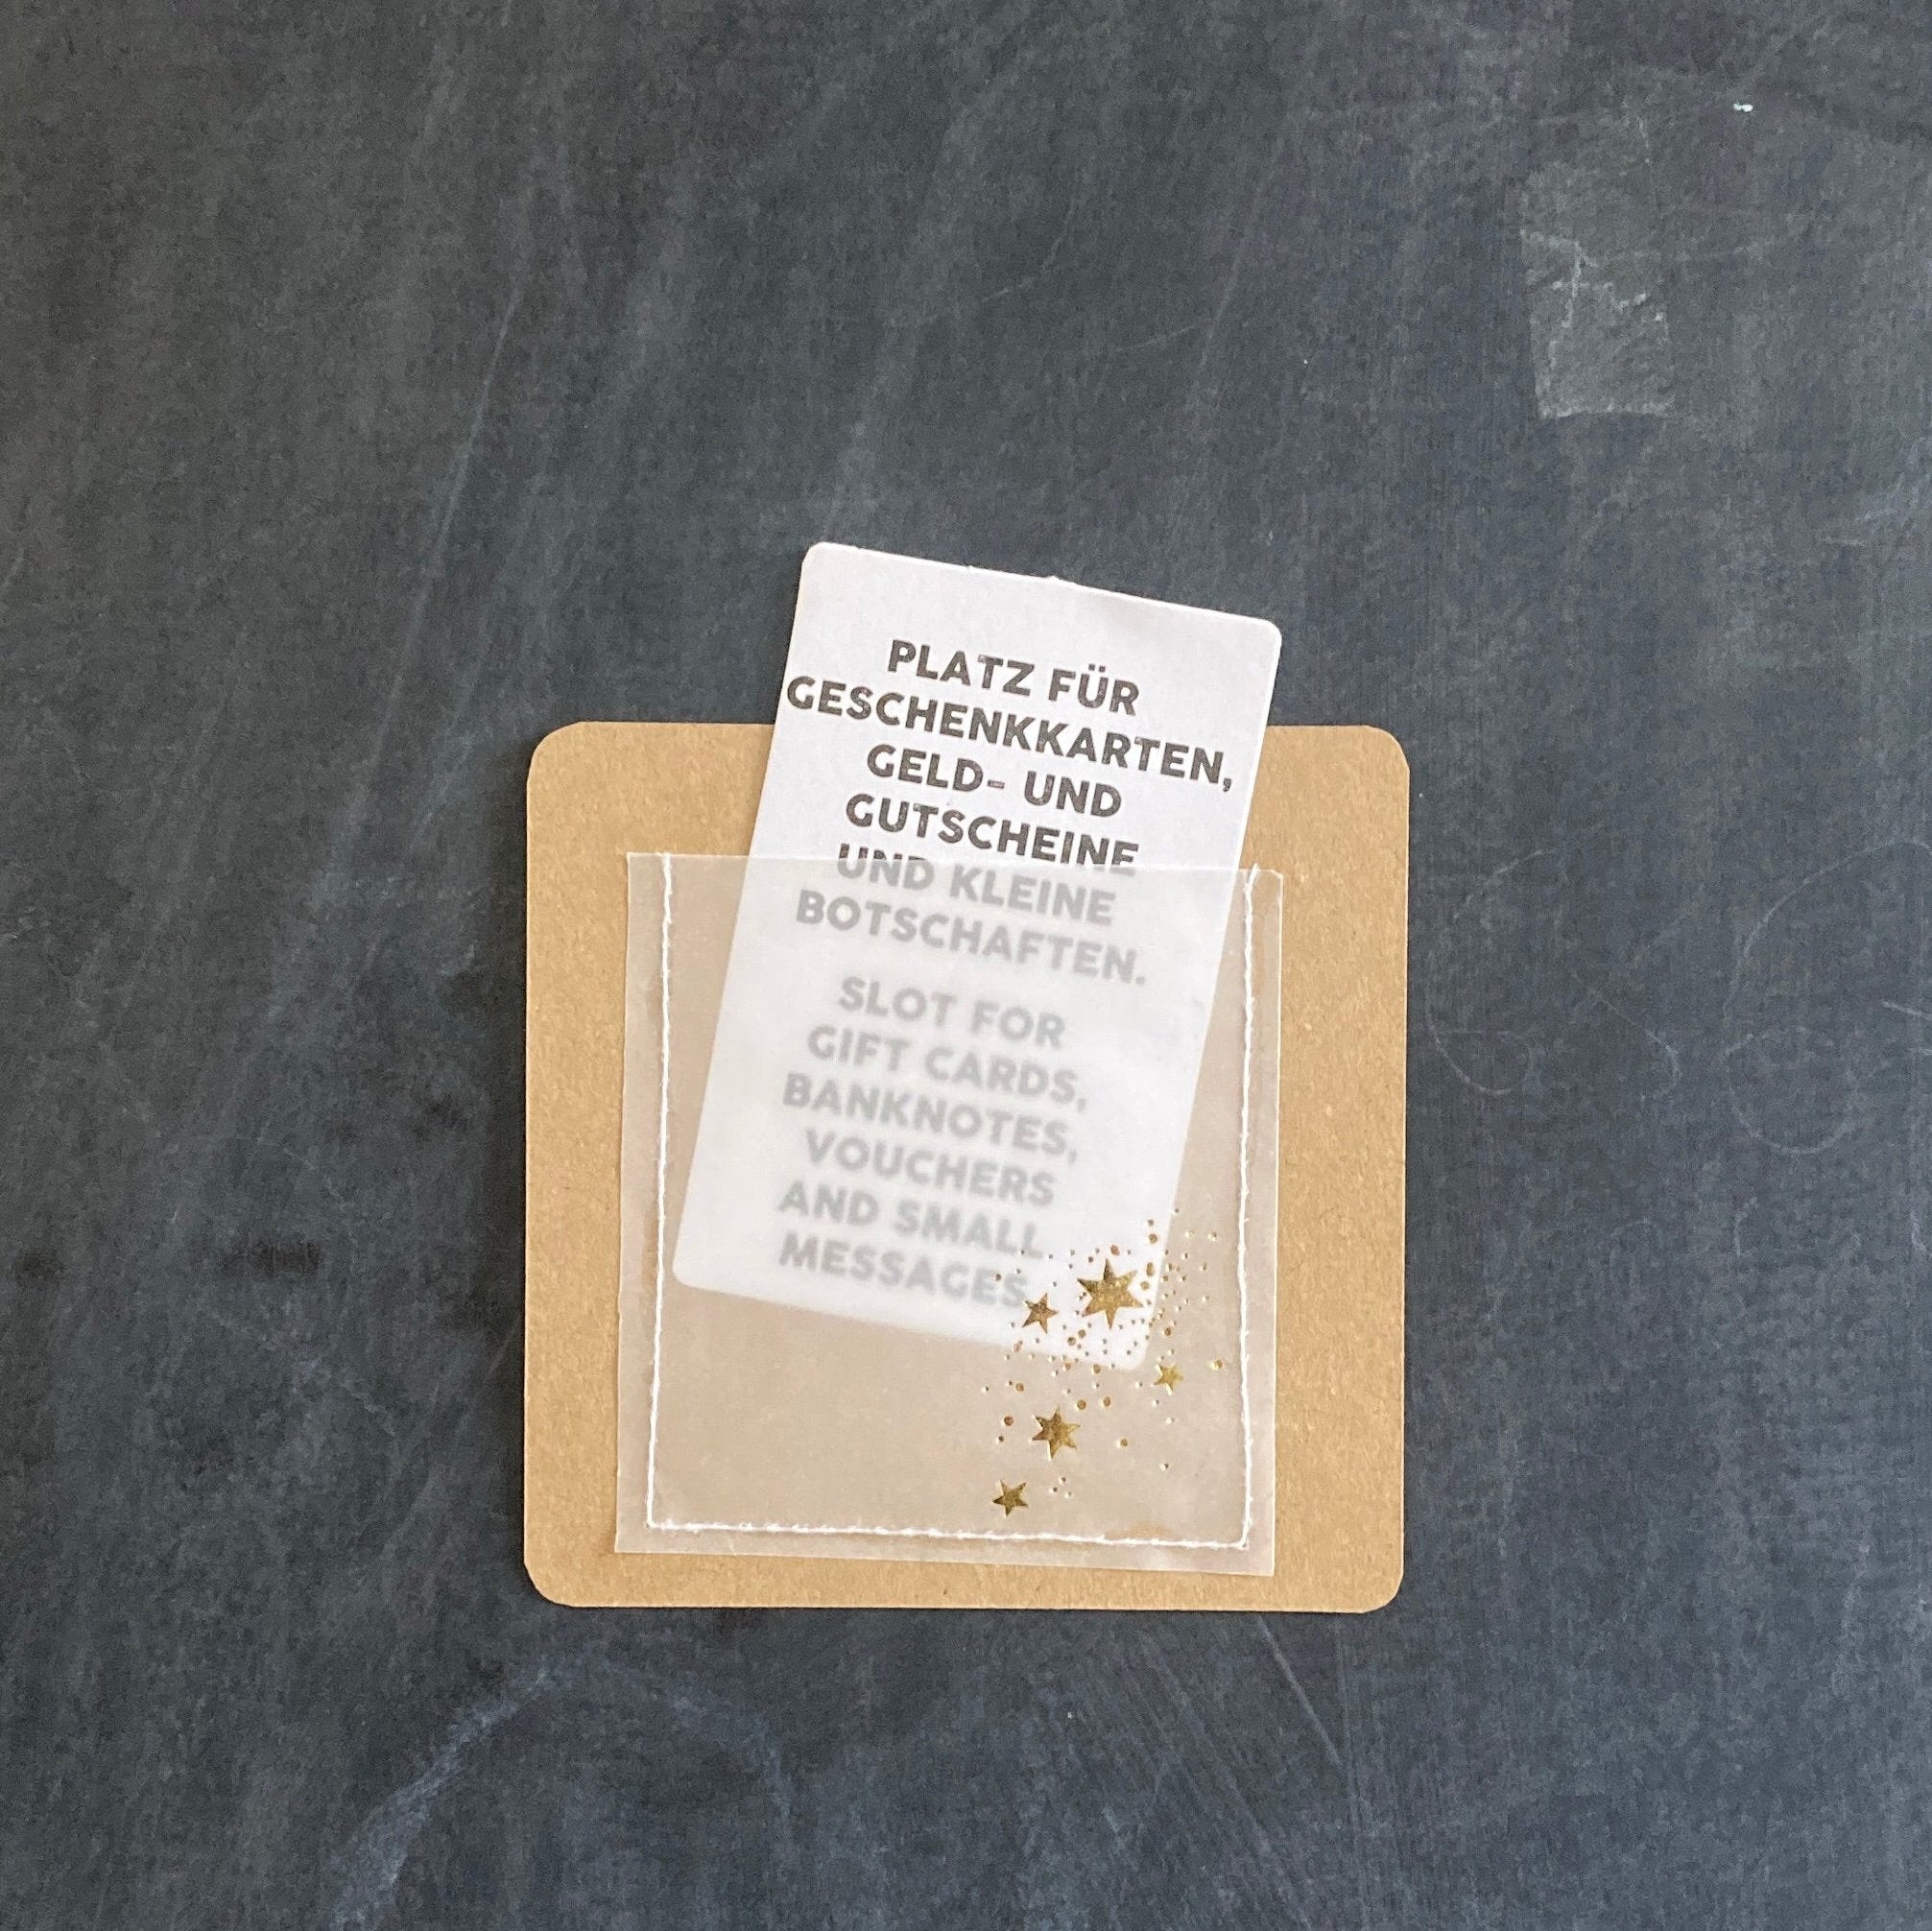 PLATZ FÜR
GESCHENKKARTEN,
GELD- UND
GUTSCHEINE
UND KLEINE
BOTSCHAFTEN.
SLOT FOR
GIFT CARDS,
BANKNOTES,
VOUCHERS
AND SMALL
MESSAGES.